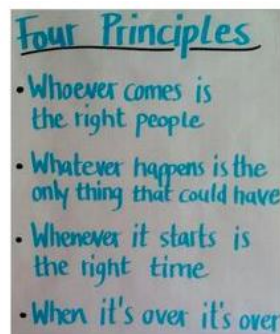 Four Principles
• Whoever comes is
the right people
• Whatever happens is the
only thing that could have
• Whenever it starts is
the right time
• When it's over it's over